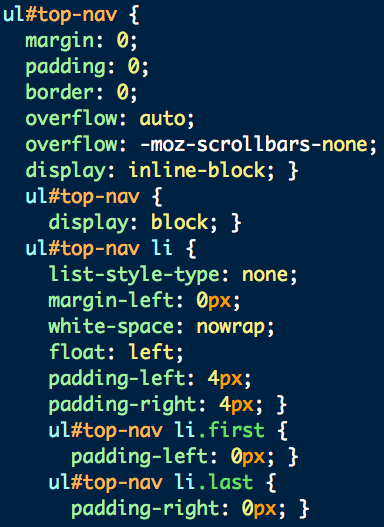 ul#top-nav {
  margin: 0;
  padding: 0;
  border: 0;
  overflow: auto;
  overflow: -moz-scrollbars-none;
  display: inline-block; }
  ul#top-nav {
    display: block; }
  ul#top-nav li {
    list-style-type: none;
    margin-left: 0px;
    white-space: nowrap;
    float: left;
    padding-left: 4px;
    padding-right: 4px; }
    ul#top-nav li.first {
      padding-left: 0px; }
    ul#top-nav li.last {
      padding-right: 0px; }